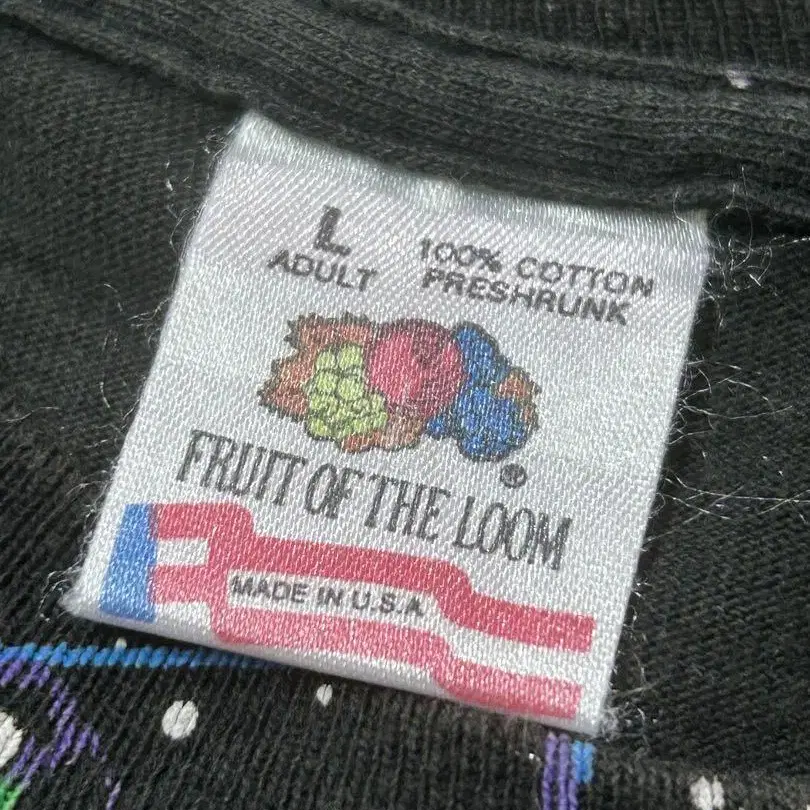 L
ADULT
100% COTTON
PRESHRUNK
®
FRUIT OF THE LOOM
MADE IN U.S.A